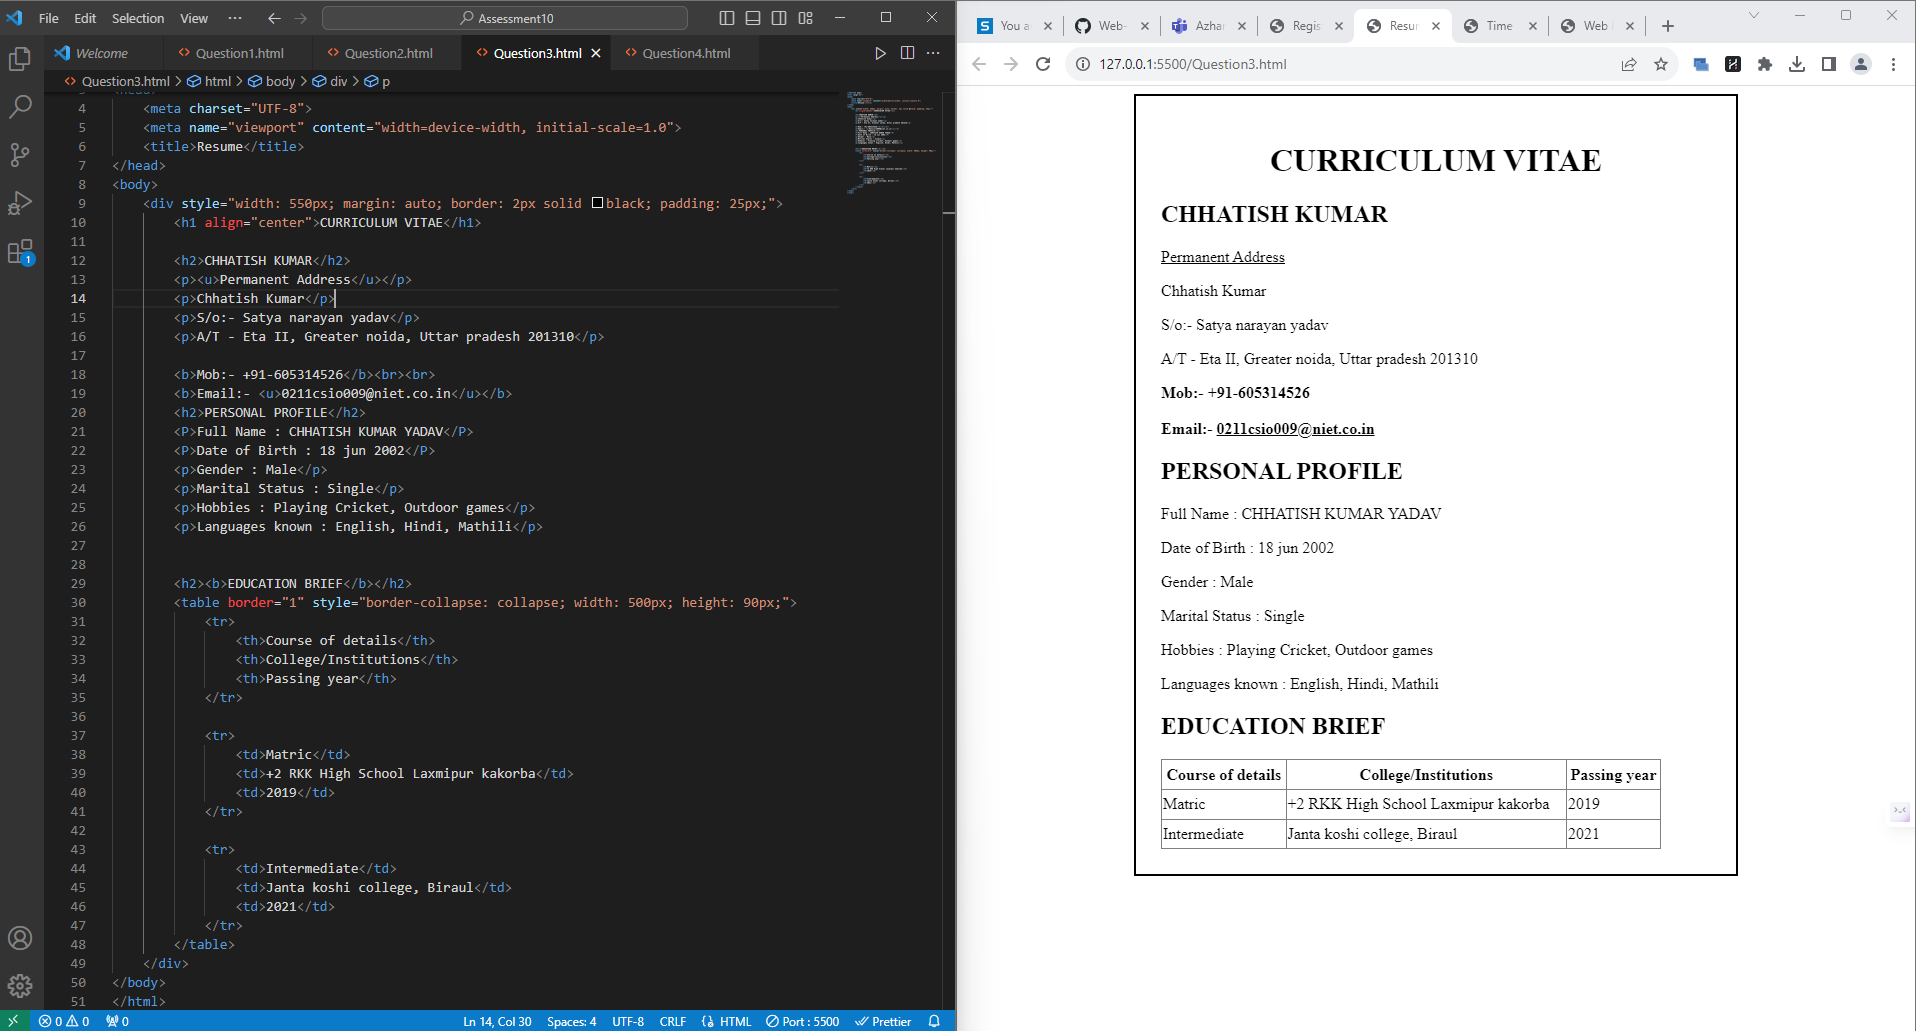 File Edit Selection View ··· Assessment10
Welcome Question1.html Question2.html Question3.html Question4.html
Question3.html > html > body > div > p
4 <meta charset="UTF-8">
5 <meta name="viewport" content="width=device-width, initial-scale=1.0">
6 <title>Resume</title>
7 </head>
8 <body>
9 <div style="width: 550px; margin: auto; border: 2px solid black; padding: 25px;">
10 <h1 align="center">CURRICULUM VITAE</h1>
11
12 <h2>CHHATISH KUMAR</h2>
13 <p><u>Permanent Address</u></p>
14 <p>Chhatish Kumar</p>
15 <p>S/o:- Satya narayan yadav</p>
16 <p>A/T - Eta II, Greater noida, Uttar pradesh 201310</p>
17
18 <b>Mob:- +91-605314526</b><br><br>
19 <b>Email:- <u>0211csio009@niet.co.in</u></b>
20 <h2>PERSONAL PROFILE</h2>
21 <P>Full Name : CHHATISH KUMAR YADAV</P>
22 <P>Date of Birth : 18 jun 2002</P>
23 <p>Gender : Male</p>
24 <p>Marital Status : Single</p>
25 <p>Hobbies : Playing Cricket, Outdoor games</p>
26 <p>Languages known : English, Hindi, Mathili</p>
27
28
29 <h2><b>EDUCATION BRIEF</b></h2>
30 <table border="1" style="border-collapse: collapse; width: 500px; height: 90px;">
31 <tr>
32 <th>Course of details</th>
33 <th>College/Institutions</th>
34 <th>Passing year</th>
35 </tr>
36
37 <tr>
38 <td>Matric</td>
39 <td>+2 RKK High School Laxmipur kakorba</td>
40 <td>2019</td>
41 </tr>
42
43 <tr>
44 <td>Intermediate</td>
45 <td>Janta koshi college, Biraul</td>
46 <td>2021</td>
47 </tr>
48 </table>
49 </div>
50 </body>
51 </html>
1
0 0 0 Ln 14, Col 30 Spaces: 4 UTF-8 CRLF HTML Port : 5500 Prettier
S You a Web- Azhar Regis Resur Time Web
127.0.0.1:5500/Question3.html
CURRICULUM VITAE
CHHATISH KUMAR
Permanent Address
Chhatish Kumar
S/o:- Satya narayan yadav
A/T - Eta II, Greater noida, Uttar pradesh 201310
Mob:- +91-605314526
Email:- 0211csio009@niet.co.in
PERSONAL PROFILE
Full Name : CHHATISH KUMAR YADAV
Date of Birth : 18 jun 2002
Gender : Male
Marital Status : Single
Hobbies : Playing Cricket, Outdoor games
Languages known : English, Hindi, Mathili
EDUCATION BRIEF
Course of details College/Institutions Passing year
Matric +2 RKK High School Laxmipur kakorba 2019
Intermediate Janta koshi college, Biraul 2021